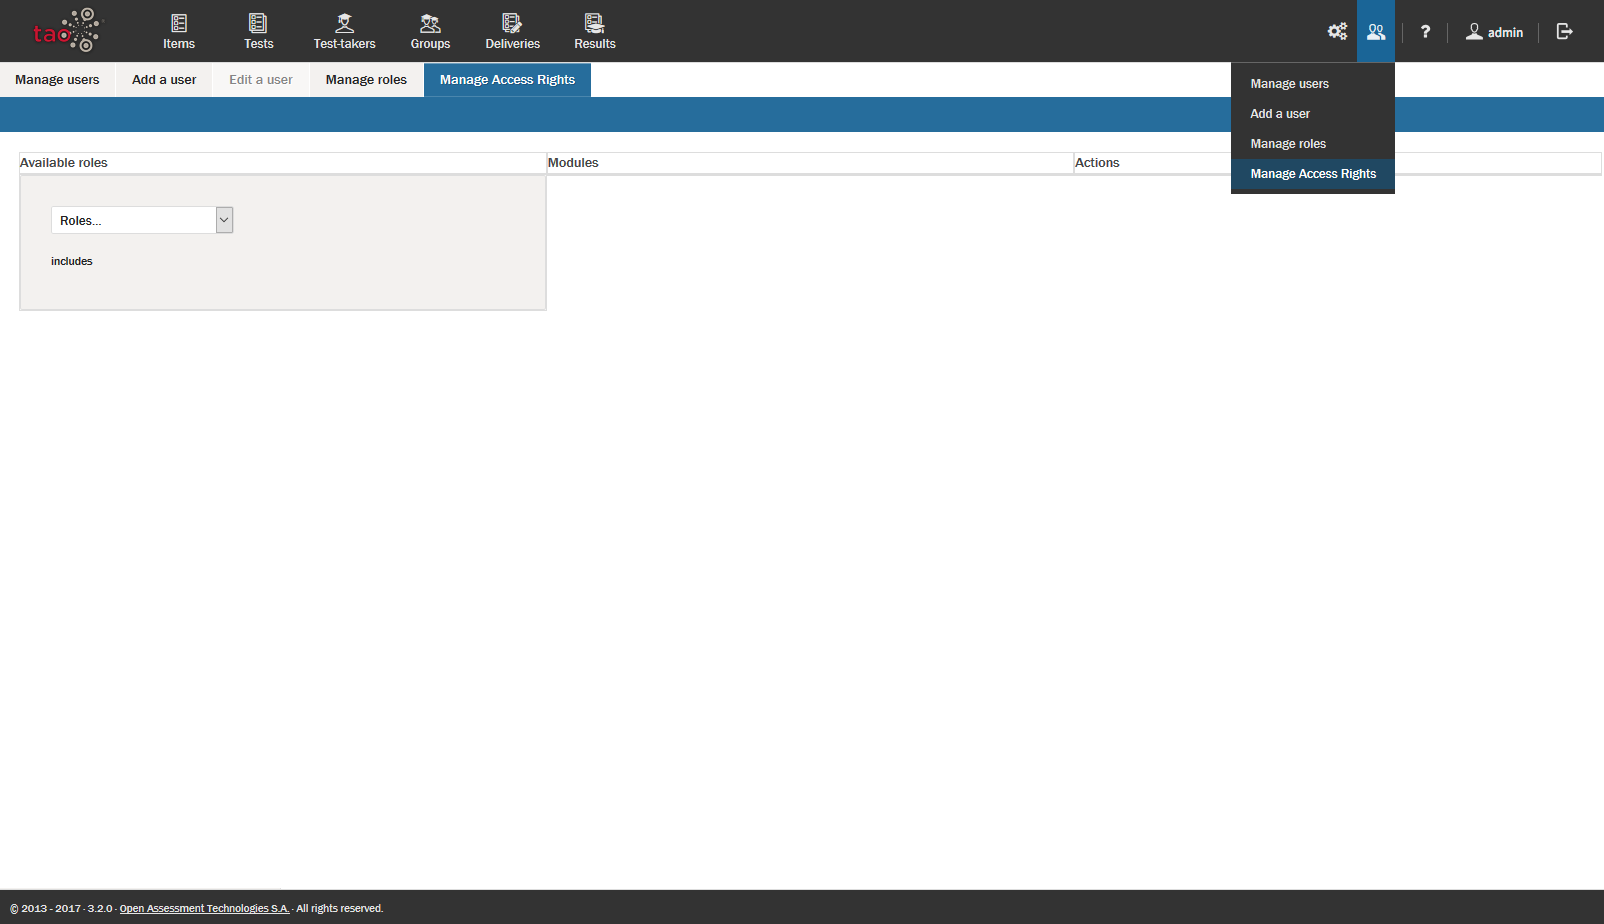 tao
Items
Tests
Test-takers
Groups
Deliveries
Results
?
admin
Manage users
Add a user
Edit a user
Manage roles
Manage Access Rights
Manage users
Add a user
Manage roles
Manage Access Rights
Available roles
Modules
Actions
Roles...
includes
© 2013 - 2017 · 3.2.0 · Open Assessment Technologies S.A. · All rights reserved.